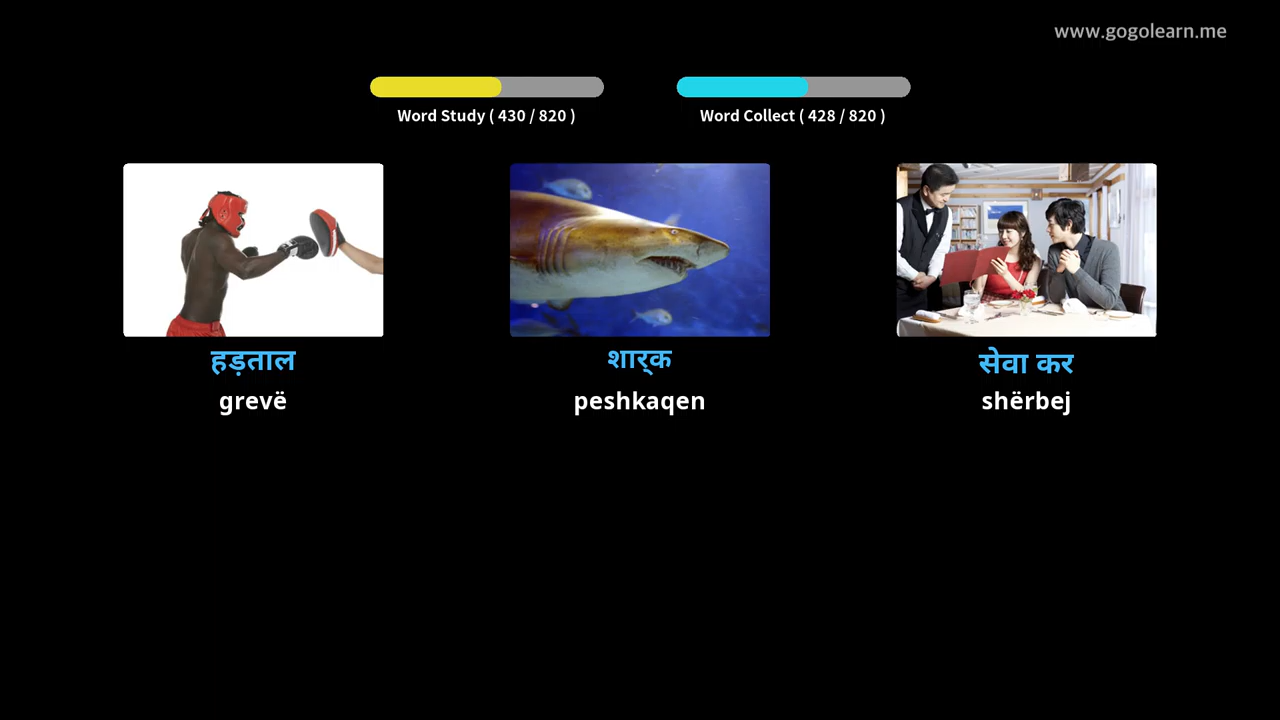 www.gogolearn.me
Word Study ( 430 / 820 )
Word Collect ( 428 / 820 )
हड़ताल
शार्‌क
सेवा कर
grevë
peshkaqen
shërbej